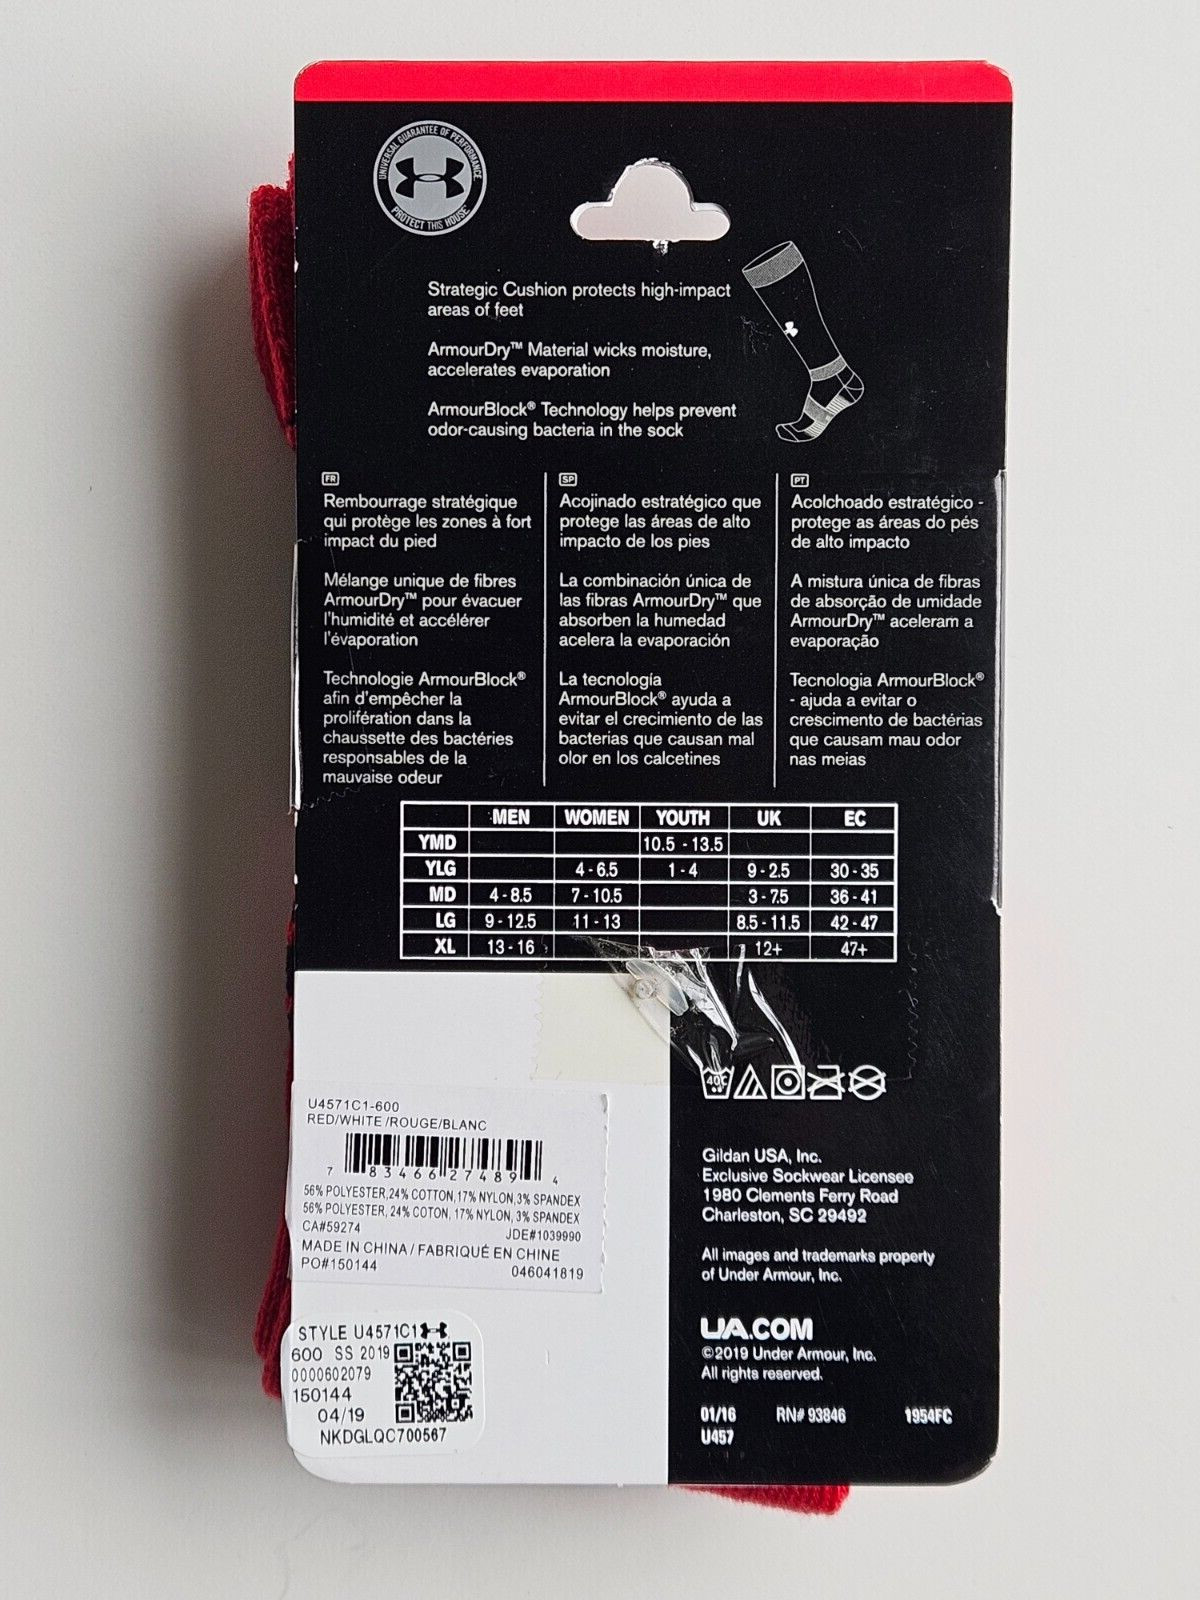 UNIVERSAL GUARANTEE OF PERFORMANCE
PROTECT THIS HOUSE
Strategic Cushion protects high-impact
areas of feet
ArmourDry™ Material wicks moisture,
accelerates evaporation
ArmourBlock® Technology helps prevent
odor-causing bacteria in the sock
FR
Rembourrage stratégique
qui protège les zones à fort
impact du pied
Mélange unique de fibres
ArmourDry™ pour évacuer
l'humidité et accélérer
l'évaporation
Technologie ArmourBlock®
afin d'empêcher la
prolifération dans la
chaussette des bactéries
responsables de la
mauvaise odeur
SP
Acojinado estratégico que
protege las áreas de alto
impacto de los pies
La combinación única de
las fibras ArmourDry™ que
absorben la humedad
acelera la evaporación
La tecnología
ArmourBlock® ayuda a
evitar el crecimiento de las
bacterias que causan mal
olor en los calcetines
PT
Acolchoado estratégico -
protege as áreas do pés
de alto impacto
A mistura única de fibras
de absorção de umidade
ArmourDry™ aceleram a
evaporação
Tecnologia ArmourBlock®
- ajuda a evitar o
crescimento de bactérias
que causam mau odor
nas meias
MEN WOMEN YOUTH UK EC
YMD 10.5 - 13.5
YLG 4 - 6.5 1 - 4 9 - 2.5 30 - 35
MD 4 - 8.5 7 - 10.5 3 - 7.5 36 - 41
LG 9 - 12.5 11 - 13 8.5 - 11.5 42 - 47
XL 13 - 16 12+ 47+
40C
U4571C1-600
RED/WHITE /ROUGE/BLANC
7 83466 27489 4
56% POLYESTER,24% COTTON,17% NYLON,3% SPANDEX
56% POLYESTER, 24% COTON, 17% NYLON, 3% SPANDEX
CA#59274 JDE#1039990
MADE IN CHINA / FABRIQUÉ EN CHINE
PO#150144 046041819
STYLE U4571C1
600 SS 2019
0000602079
150144
04/19
NKDGLQC700567
Gildan USA, Inc.
Exclusive Sockwear Licensee
1980 Clements Ferry Road
Charleston, SC 29492
All images and trademarks property
of Under Armour, Inc.
UA.COM
©2019 Under Armour, Inc.
All rights reserved.
01/16 RN# 93846 1954FC
U457